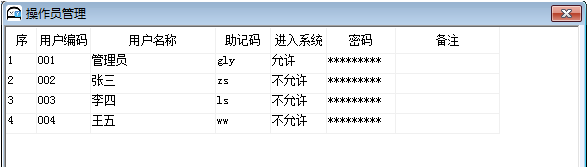 操作员管理
序 用户编码 用户名称 助记码 进入系统 密码 备注
1 001 管理员 gly 允许 *********
2 002 张三 zs 不允许 *********
3 003 李四 ls 不允许 *********
4 004 王五 ww 不允许 *********